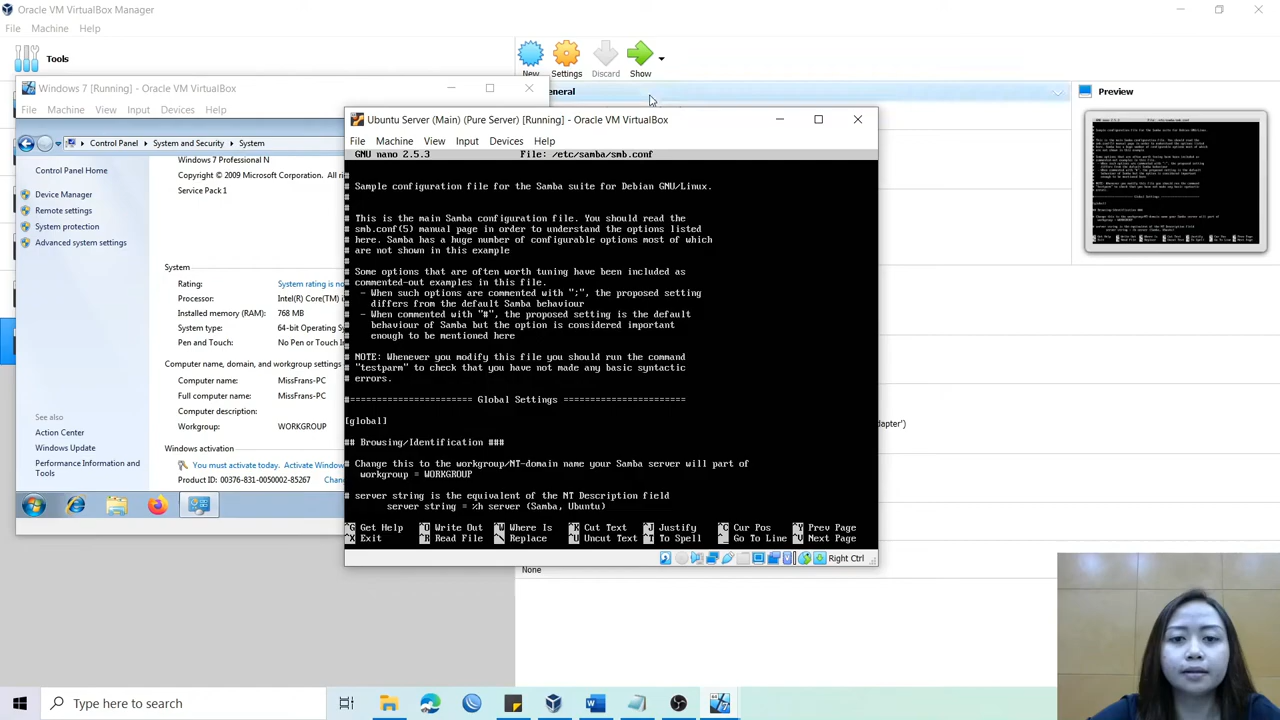 Oracle VM VirtualBox Manager
File Machine Help
Tools
New
Settings
Discard
Show
eneral
Preview
Windows 7 [Running] - Oracle VM VirtualBox
File Machine View Input Devices Help
Control Panel System and Security System
Control Panel Home
Device Manager
Remote settings
System protection
Advanced system settings
See also
Action Center
Windows Update
Performance Information and
Tools
Windows 7 Professional
Copyright © 2009 Microsoft Cor
Service Pack 1
System
Rating: System rating is no
Processor: Intel(R) Core(TM) i
Installed memory (RAM): 768 MB
System type: 64-bit Operating S
Pen and Touch: No Pen or Touch I
Computer name, domain, and workgroup settings
Computer name: MissFrans-PC
Full computer name: MissFrans-PC
Computer description:
Workgroup: WORKGROUP
Windows activation
You must activate today. Activate Window
Product ID: 00376-831-0050002-85267 Chan
Ubuntu Server (Main) (Pure Server) [Running] - Oracle VM VirtualBox
File Machine View Input Devices Help
GNU nano 2.5.3 File: /etc/samba/smb.conf
#
# Sample configuration file for the Samba suite for Debian GNU/Linux.
#
#
# This is the main Samba configuration file. You should read the
# smb.conf(5) manual page in order to understand the options listed
# here. Samba has a huge number of configurable options most of which
# are not shown in this example
#
# Some options that are often worth tuning have been included as
# commented-out examples in this file.
# - When such options are commented with ";", the proposed setting
# differs from the default Samba behaviour
# - When commented with "#", the proposed setting is the default
# behaviour of Samba but the option is considered important
# enough to be mentioned here
#
# NOTE: Whenever you modify this file you should run the command
# "testparm" to check that you have not made any basic syntactic
# errors.
#======================= Global Settings =======================
[global]
## Browsing/Identification ###
# Change this to the workgroup/NT-domain name your Samba server will part of
workgroup = WORKGROUP
# server string is the equivalent of the NT Description field
server string = %h server (Samba, Ubuntu)
^G Get Help ^O Write Out ^W Where Is ^K Cut Text ^J Justify ^C Cur Pos ^Y Prev Page
^X Exit ^R Read File ^\ Replace ^U Uncut Text ^T To Spell ^_ Go To Line ^V Next Page
Right Ctrl
dapter')
None
Type here to search